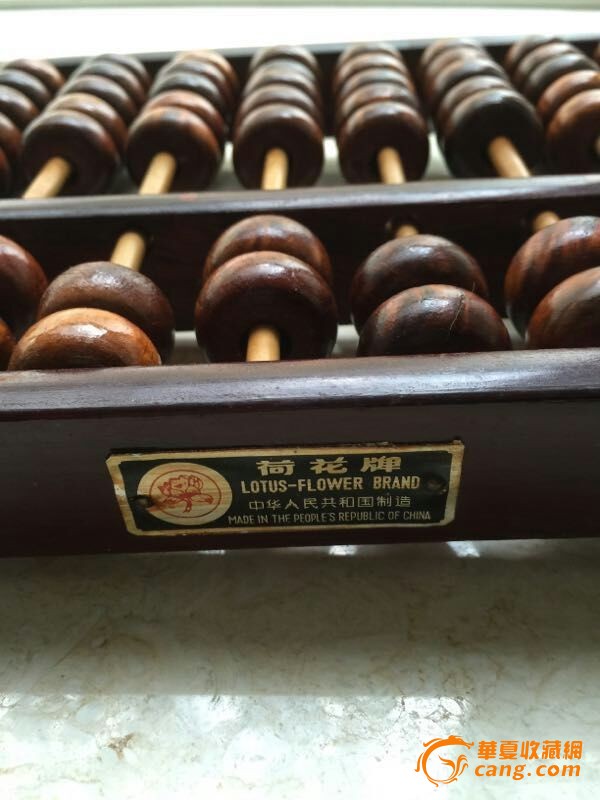 荷花牌
LOTUS-FLOWER BRAND
中华人民共和国制造
MADE IN THE PEOPLE'S REPUBLIC OF CHINA
華夏收藏網
cang.com